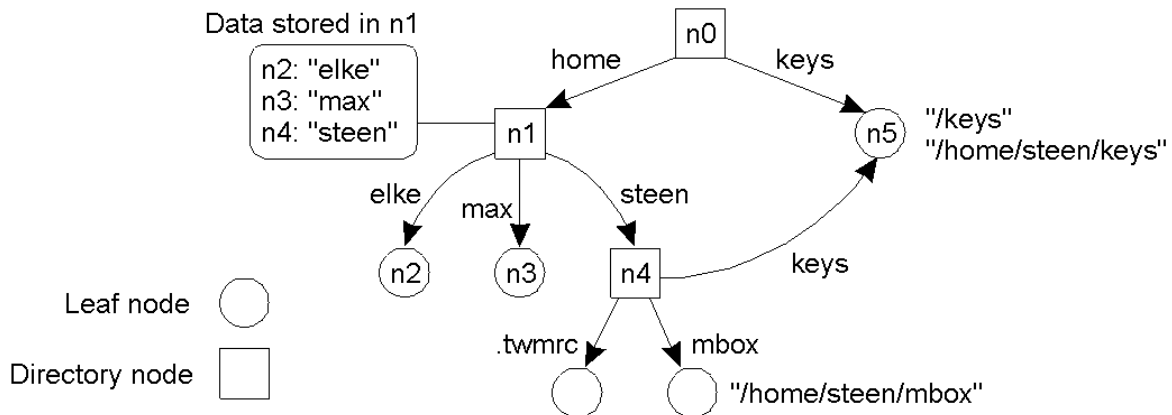 Data stored in n1
n0
home
keys
n2: "elke"
n3: "max"
n4: "steen"
n1
n5
"/keys"
"/home/steen/keys"
elke
max
steen
n2
n3
n4
keys
Leaf node
.twmrc
mbox
Directory node
"/home/steen/mbox"